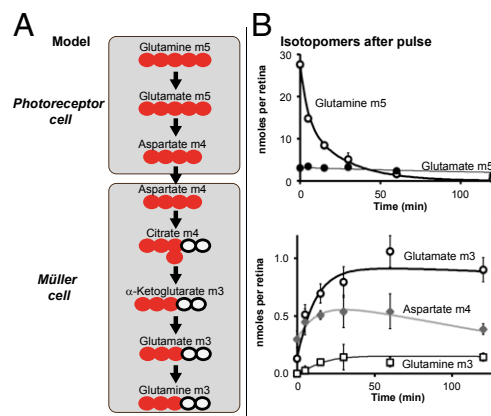 A
Model
Glutamine m5
Glutamate m5
Photoreceptor
cell
Aspartate m4
Aspartate m4
Citrate m4
α-Ketoglutarate m3
Müller
cell
Glutamate m3
Glutamine m3
B
Isotopomers after pulse
nmoles per retina
30
20
10
0
Glutamine m5
Glutamate m5
0
50
100
Time (min)
nmoles per retina
1.0
0.5
0.0
Glutamate m3
Aspartate m4
Glutamine m3
0
50
100
Time (min)